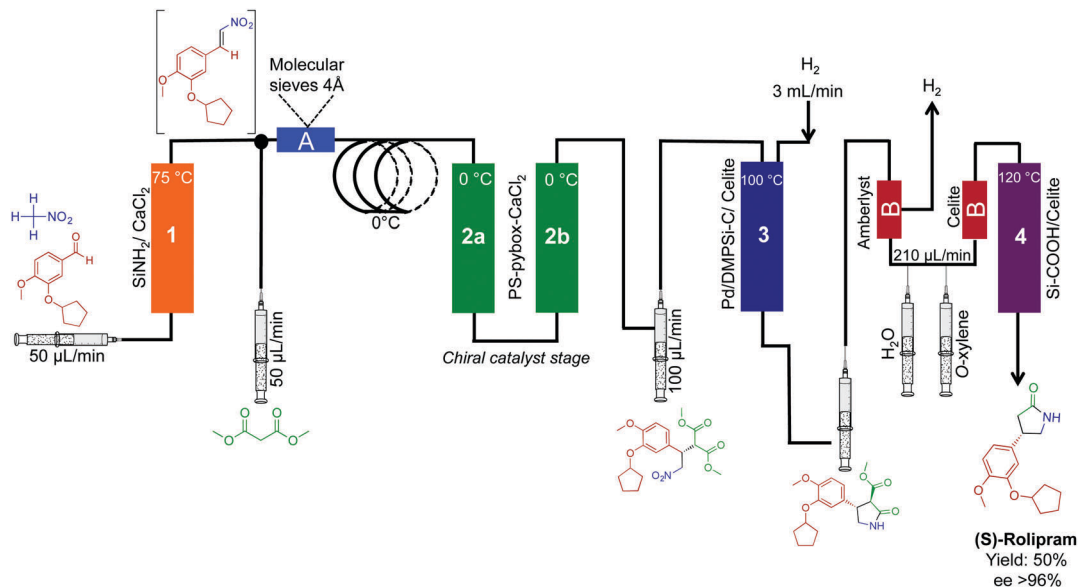 NO₂
H
O
O
Molecular
sieves 4Å
A
H₂
3 mL/min
H₂
H
H
H
NO₂
O
H
O
O
50 µL/min
SiNH₂/ CaCl₂
75 °C
1
50 µL/min
O
O
O
O
0°C
0 °C
2a
PS-pybox-CaCl₂
0 °C
2b
Chiral catalyst stage
100 µL/min
O
O
O
O
O
O
O₂N
Pd/DMPSi-C/ Celite
100 °C
3
O
O
O
O
O
N
H
Amberlyst
B
Celite
B
210 µL/min
H₂O
O-xylene
120 °C
4
Si-COOH/Celite
O
NH
O
O
(S)-Rolipram
Yield: 50%
ee >96%